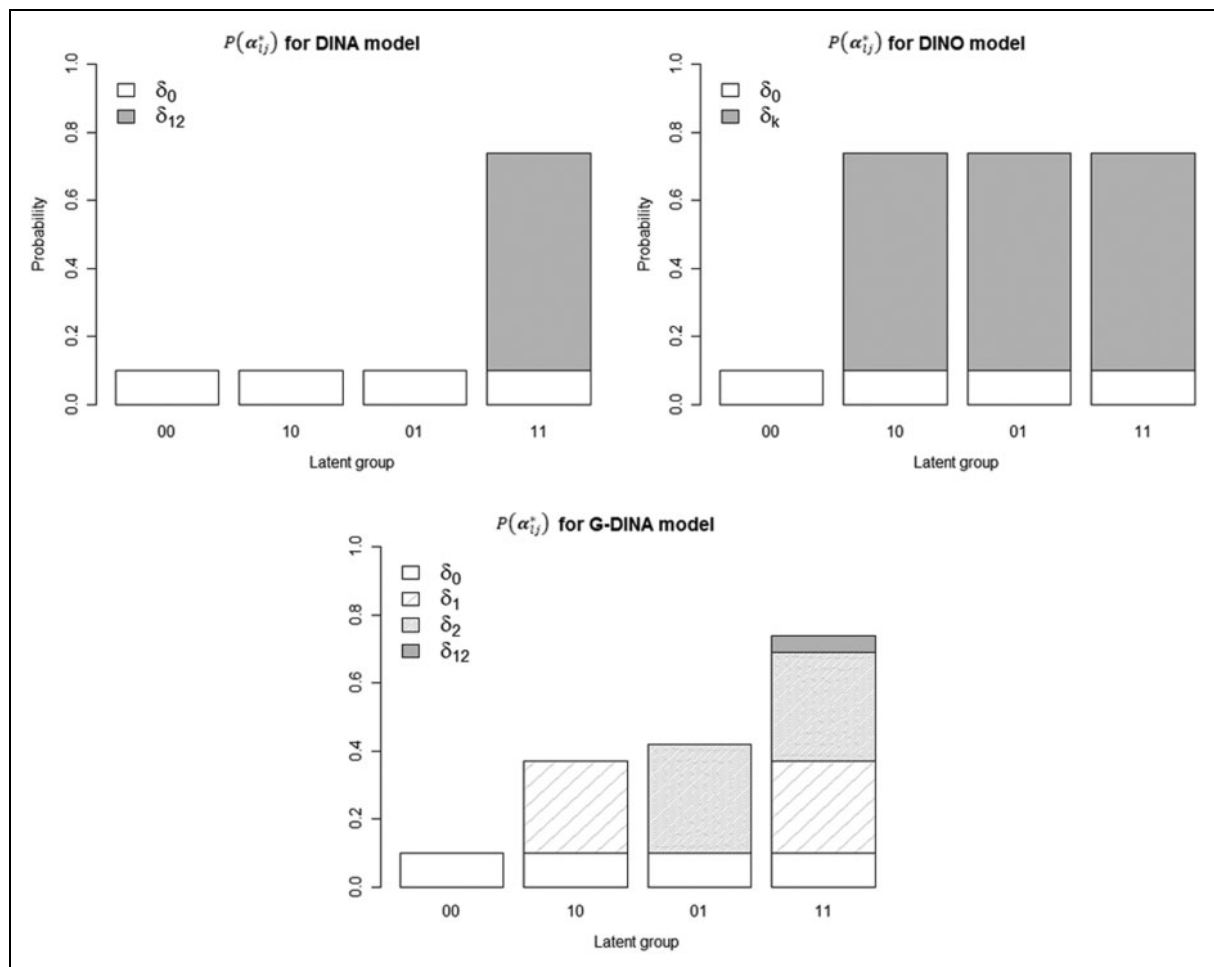 P(α*lj) for DINA model
1.0
0.8
0.6
0.4
0.2
0.0
Probability
δ0
δ12
00 10 01 11
Latent group
P(α*lj) for DINO model
1.0
0.8
0.6
0.4
0.2
0.0
Probability
δ0
δk
00 10 01 11
Latent group
P(α*lj) for G-DINA model
1.0
0.8
0.6
0.4
0.2
0.0
Probability
δ0
δ1
δ2
δ12
00 10 01 11
Latent group